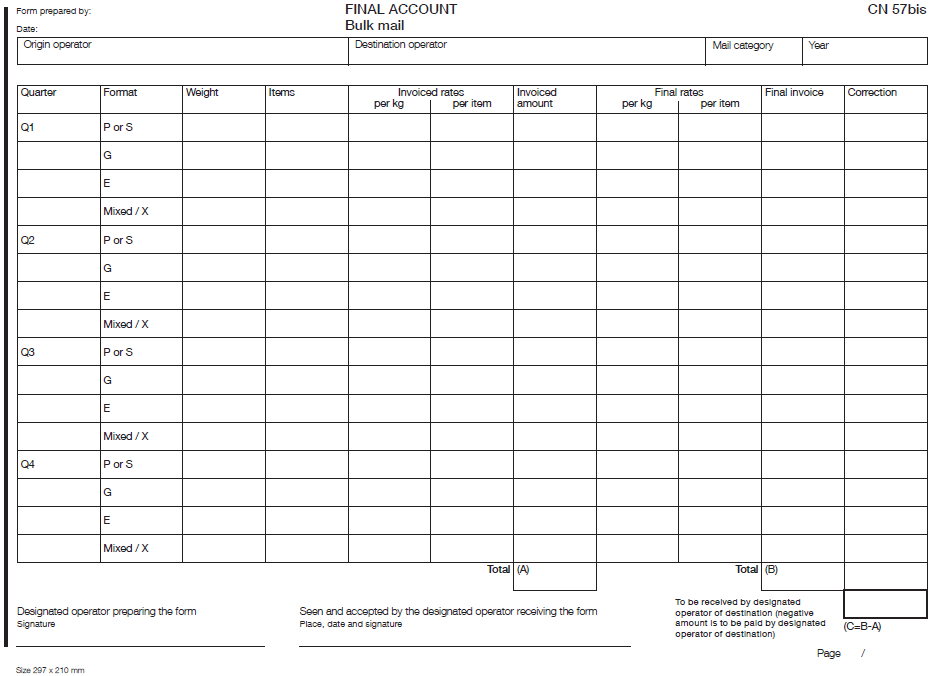 Form prepared by:
FINAL ACCOUNT
CN 57bis
Bulk mail
Date:
Origin operator
Destination operator
Mail category
Year
Quarter
Format
Weight
Items
Invoiced rates
Invoiced
Final rates
Final invoice
Correction
per kg
per item
amount
per kg
per item
Q1
P or S
G
E
Mixed / X
Q2
P or S
G
E
Mixed / X
Q3
P or S
G
E
Mixed / X
Q4
P or S
G
E
Mixed / X
Total
(A)
Total
(B)
Designated operator preparing the form
Signature
Seen and accepted by the designated operator receiving the form
Place, date and signature
To be received by designated
operator of destination (negative
amount is to be paid by designated
operator of destination)
(C=B-A)
Page /
Size 297 x 210 mm